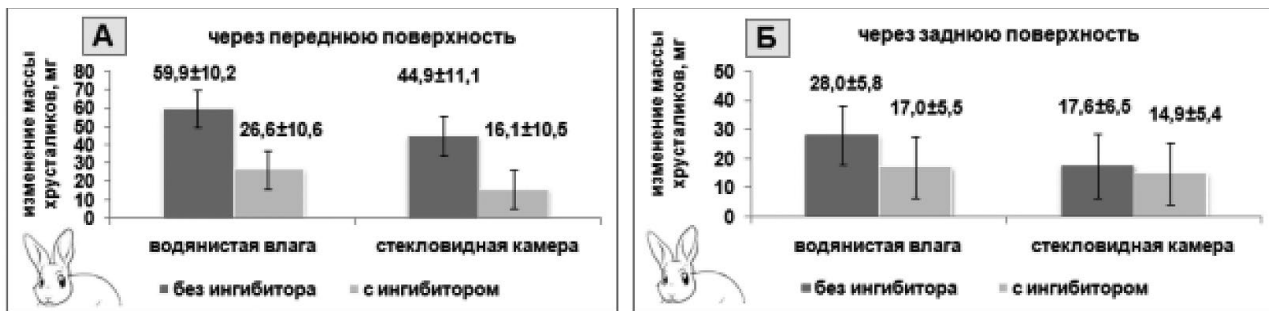 А
через переднюю поверхность
изменение массы
хрусталиков, мг
80
70
60
50
40
30
20
10
0
59,9±10,2
26,6±10,6
44,9±11,1
16,1±10,5
водянистая влага
стекловидная камера
без ингибитора
с ингибитором
Б
через заднюю поверхность
изменение массы
хрусталиков, мг
50
40
30
20
10
0
28,0±5,8
17,0±5,5
17,6±6,5
14,9±5,4
водянистая влага
стекловидная камера
без ингибитора
с ингибитором